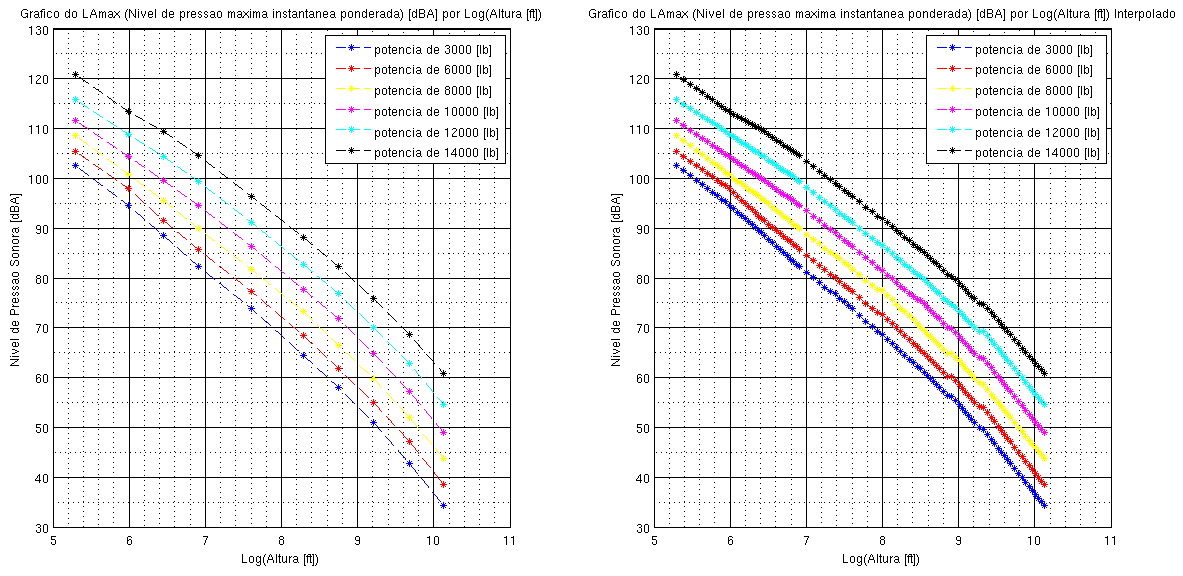 Grafico do LAmax (Nivel de pressao maxima instantanea ponderada) [dBA] por Log(Altura [ft])
130
120
110
100
90
80
70
60
50
40
30
Nivel de Pressao Sonora [dBA]
potencia de 3000 [lb]
potencia de 6000 [lb]
potencia de 8000 [lb]
potencia de 10000 [lb]
potencia de 12000 [lb]
potencia de 14000 [lb]
5 6 7 8 9 10 11
Log(Altura [ft])
Grafico do LAmax (Nivel de pressao maxima instantanea ponderada) [dBA] por Log(Altura [ft]) Interpolado
130
120
110
100
90
80
70
60
50
40
30
Nivel de Pressao Sonora [dBA]
potencia de 3000 [lb]
potencia de 6000 [lb]
potencia de 8000 [lb]
potencia de 10000 [lb]
potencia de 12000 [lb]
potencia de 14000 [lb]
5 6 7 8 9 10 11
Log(Altura [ft])